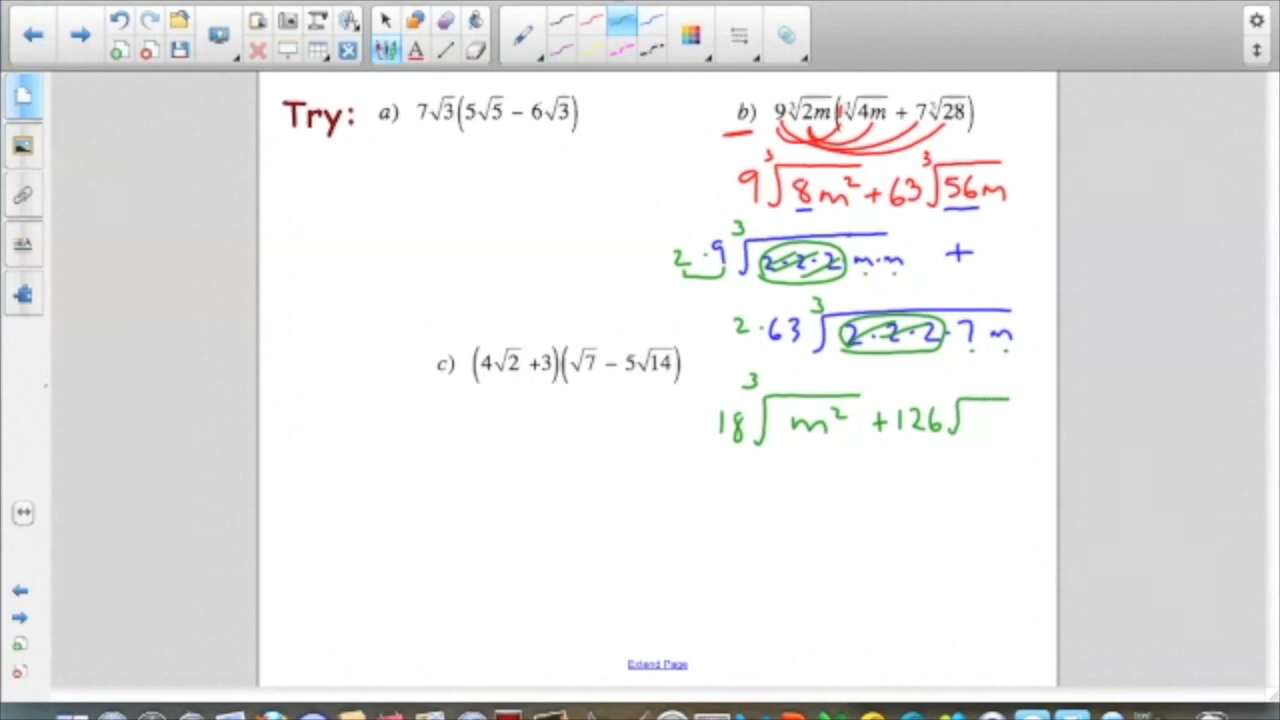 Try: a) 7√3(5√5 − 6√3)
b) 9∛2m(1∛4m + 7∛28)
9∛8m² + 63∛56m
2 · 9∛2·2·2 m·m +
2 · 63∛2·2·2·7 m
c) (4√2 +3)(√7 − 5√14)
18∛m² + 126√
Extend Page